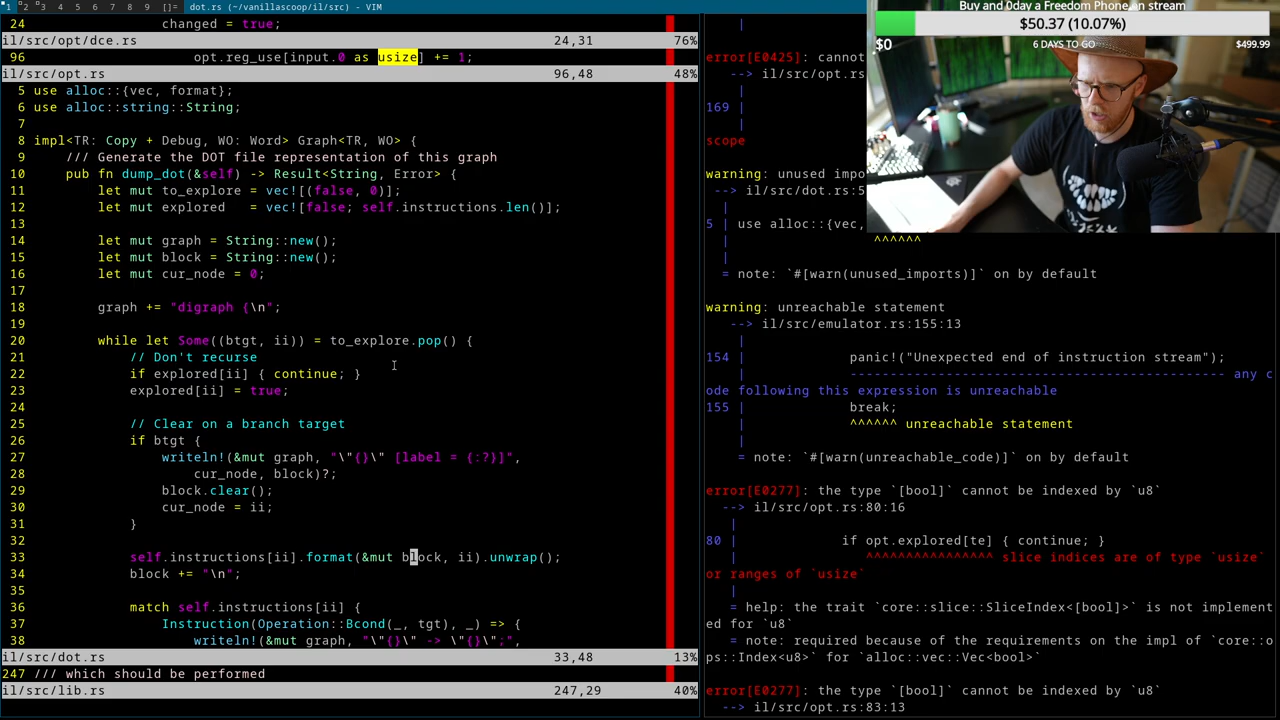 1 2 3 4 5 6 7 8 9 []= dot.rs (~/vanillascoop/il/src) - VIM
24                 changed = true;
il/src/opt/dce.rs 24,31 76%
96                     opt.reg_use[input.0 as usize] += 1;
il/src/opt.rs 96,48 48%
5 use alloc::{vec, format};
6 use alloc::string::String;
7
8 impl<TR: Copy + Debug, WO: Word> Graph<TR, WO> {
9     /// Generate the DOT file representation of this graph
10     pub fn dump_dot(&self) -> Result<String, Error> {
11         let mut to_explore = vec![(false, 0)];
12         let mut explored   = vec![false; self.instructions.len()];
13
14         let mut graph = String::new();
15         let mut block = String::new();
16         let mut cur_node = 0;
17
18         graph += "digraph {\n";
19
20         while let Some((btgt, ii)) = to_explore.pop() {
21             // Don't recurse
22             if explored[ii] { continue; }
23             explored[ii] = true;
24
25             // Clear on a branch target
26             if btgt {
27                 writeln!(&mut graph, "\"{}\" [label = {:?}]",
28                     cur_node, block)?;
29                 block.clear();
30                 cur_node = ii;
31             }
32
33             self.instructions[ii].format(&mut block, ii).unwrap();
34             block += "\n";
35
36             match self.instructions[ii] {
37                 Instruction(Operation::Bcond(_, tgt), _) => {
38                     writeln!(&mut graph, "\"{}\" -> \"{}\";",
il/src/dot.rs 33,48 13%
247 /// which should be performed
il/src/lib.rs 247,29 40%
error[E0425]: cannot
--> il/src/opt.rs
|
169 |
|
scope
warning: unused impo
--> il/src/dot.rs:5
|
5 | use alloc::{vec,
| ^^^^^^
|
= note: `#[warn(unused_imports)]` on by default
warning: unreachable statement
--> il/src/emulator.rs:155:13
|
154 |             panic!("Unexpected end of instruction stream");
|             ---------------------------------------------- any c
ode following this expression is unreachable
155 |             break;
|             ^^^^^^ unreachable statement
|
= note: `#[warn(unreachable_code)]` on by default
error[E0277]: the type `[bool]` cannot be indexed by `u8`
--> il/src/opt.rs:80:16
|
80 |             if opt.explored[te] { continue; }
|                ^^^^^^^^^^^^^^^^ slice indices are of type `usize`
or ranges of `usize`
|
= help: the trait `core::slice::SliceIndex<[bool]>` is not implement
ed for `u8`
= note: required because of the requirements on the impl of `core::o
ps::Index<u8>` for `alloc::vec::Vec<bool>`
error[E0277]: the type `[bool]` cannot be indexed by `u8`
--> il/src/opt.rs:83:13
Buy and 0day a Freedom Phone on stream
$50.37 (10.07%)
$0 6 DAYS TO GO $499.99